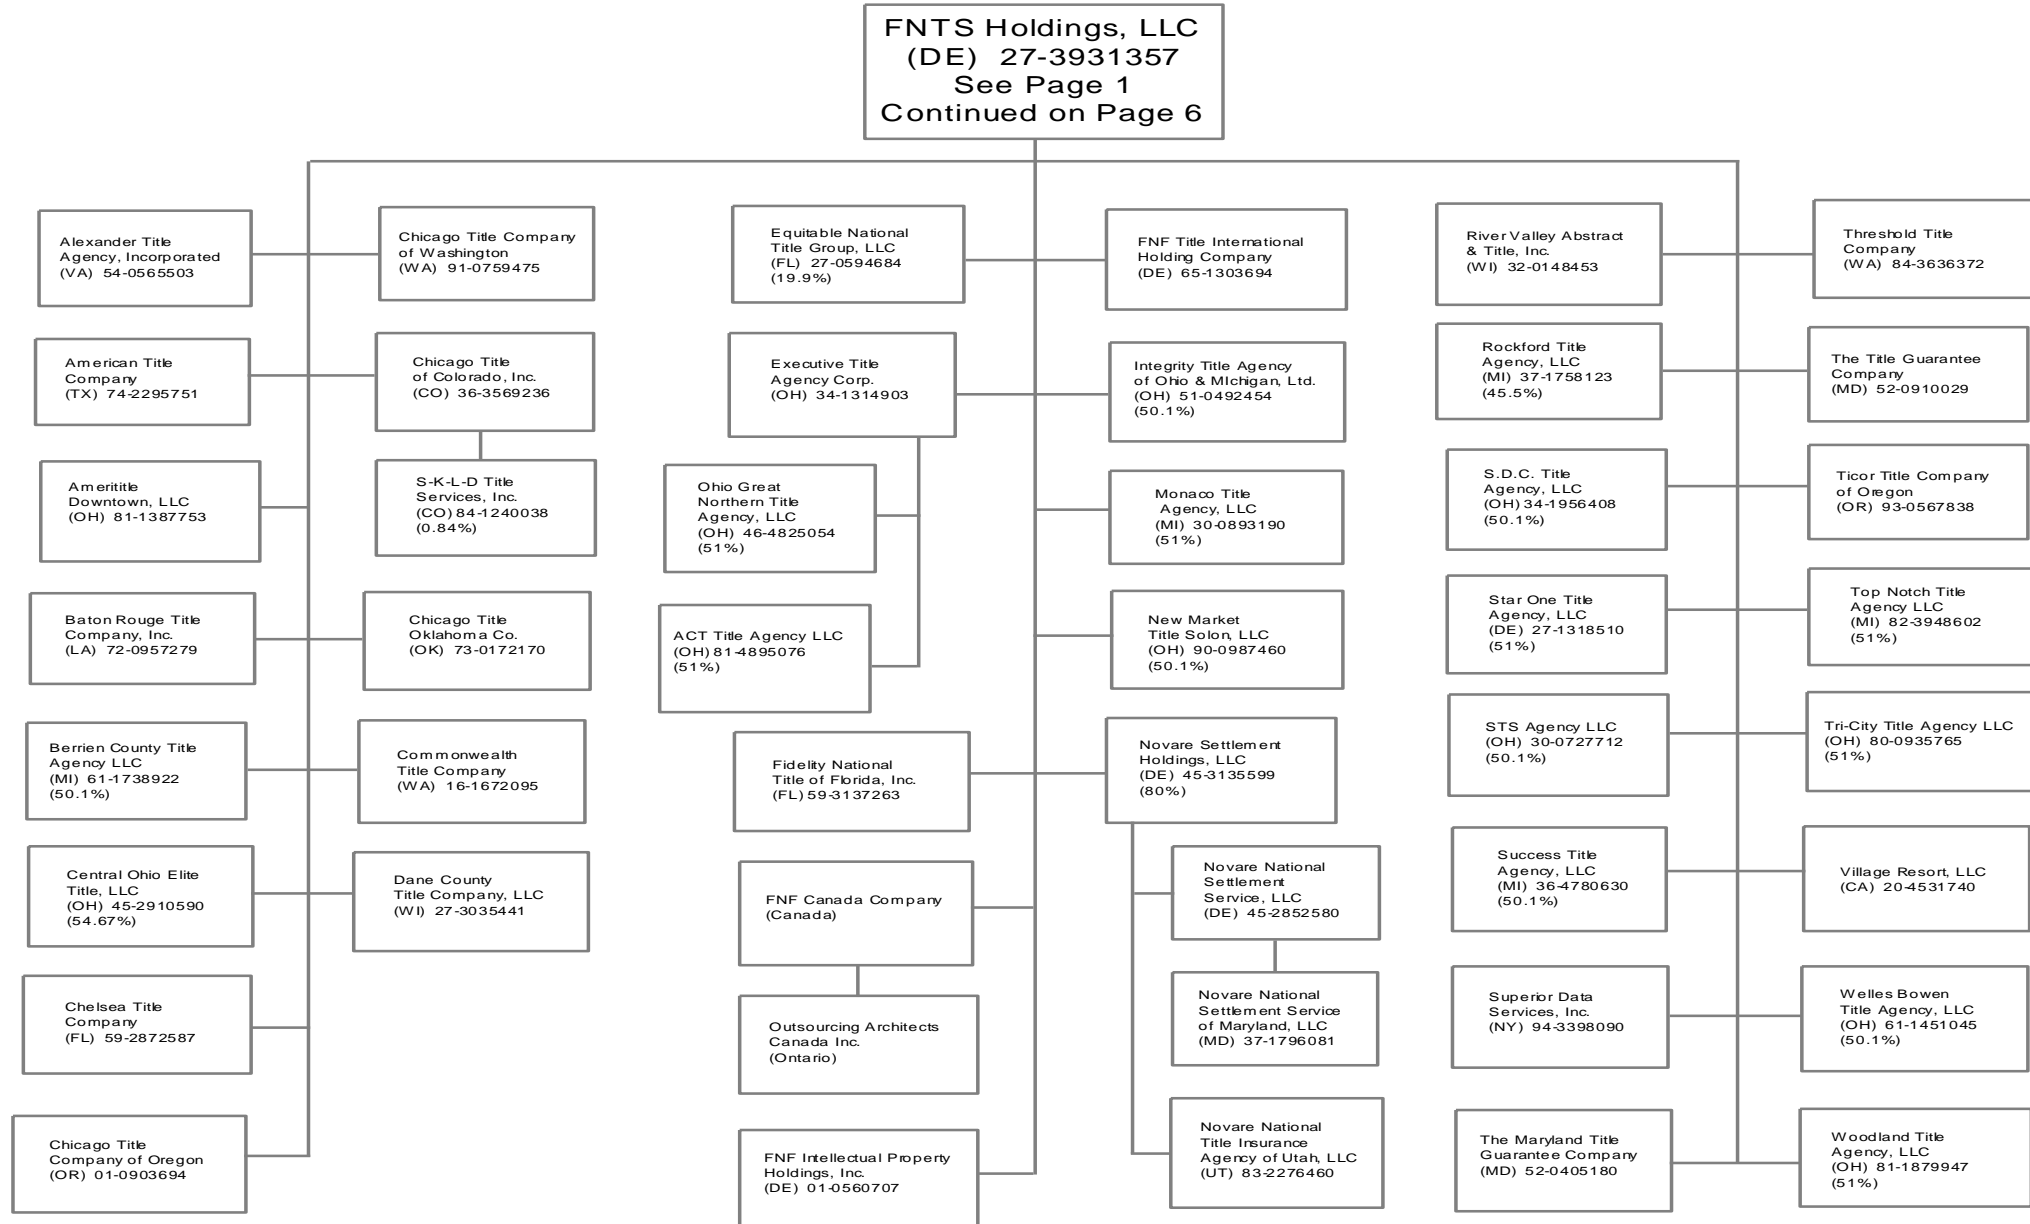 FNTS Holdings, LLC
(DE) 27-3931357
See Page 1
Continued on Page 6
Alexander Title
Agency, Incorporated
(VA) 54-0565503
Chicago Title Company
of Washington
(WA) 91-0759475
American Title
Company
(TX) 74-2295751
Chicago Title
of Colorado, Inc.
(CO) 36-3569236
Amerititle
Downtown, LLC
(OH) 81-1387753
S-K-L-D Title
Services, Inc.
(CO) 84-1240038
(0.84%)
Baton Rouge Title
Company, Inc.
(LA) 72-0957279
Chicago Title
Oklahoma Co.
(OK) 73-0172170
Berrien County Title
Agency LLC
(MI) 61-1738922
(50.1%)
Commonwealth
Title Company
(WA) 16-1672095
Central Ohio Elite
Title, LLC
(OH) 45-2910590
(54.67%)
Dane County
Title Company, LLC
(WI) 27-3035441
Chelsea Title
Company
(FL) 59-2872587
Chicago Title
Company of Oregon
(OR) 01-0903694
Equitable National
Title Group, LLC
(FL) 27-0594684
(19.9%)
FNF Title International
Holding Company
(DE) 65-1303694
Executive Title
Agency Corp.
(OH) 34-1314903
Integrity Title Agency
of Ohio & MIchigan, Ltd.
(OH) 51-0492454
(50.1%)
Ohio Great
Northern Title
Agency, LLC
(OH) 46-4825054
(51%)
Monaco Title
Agency, LLC
(MI) 30-0893190
(51%)
ACT Title Agency LLC
(OH) 81-4895076
(51%)
New Market
Title Solon, LLC
(OH) 90-0987460
(50.1%)
Fidelity National
Title of Florida, Inc.
(FL) 59-3137263
Novare Settlement
Holdings, LLC
(DE) 45-3135599
(80%)
FNF Canada Company
(Canada)
Novare National
Settlement
Service, LLC
(DE) 45-2852580
Outsourcing Architects
Canada Inc.
(Ontario)
Novare National
Settlement Service
of Maryland, LLC
(MD) 37-1796081
FNF Intellectual Property
Holdings, Inc.
(DE) 01-0560707
Novare National
Title Insurance
Agency of Utah, LLC
(UT) 83-2276460
River Valley Abstract
& Title, Inc.
(WI) 32-0148453
Threshold Title
Company
(WA) 84-3636372
Rockford Title
Agency, LLC
(MI) 37-1758123
(45.5%)
The Title Guarantee
Company
(MD) 52-0910029
S.D.C. Title
Agency, LLC
(OH) 34-1956408
(50.1%)
Ticor Title Company
of Oregon
(OR) 93-0567838
Star One Title
Agency, LLC
(DE) 27-1318510
(51%)
Top Notch Title
Agency LLC
(MI) 82-3948602
(51%)
STS Agency LLC
(OH) 30-0727712
(50.1%)
Tri-City Title Agency LLC
(OH) 80-0935765
(51%)
Success Title
Agency, LLC
(MI) 36-4780630
(50.1%)
Village Resort, LLC
(CA) 20-4531740
Superior Data
Services, Inc.
(NY) 94-3398090
Welles Bowen
Title Agency, LLC
(OH) 61-1451045
(50.1%)
The Maryland Title
Guarantee Company
(MD) 52-0405180
Woodland Title
Agency, LLC
(OH) 81-1879947
(51%)